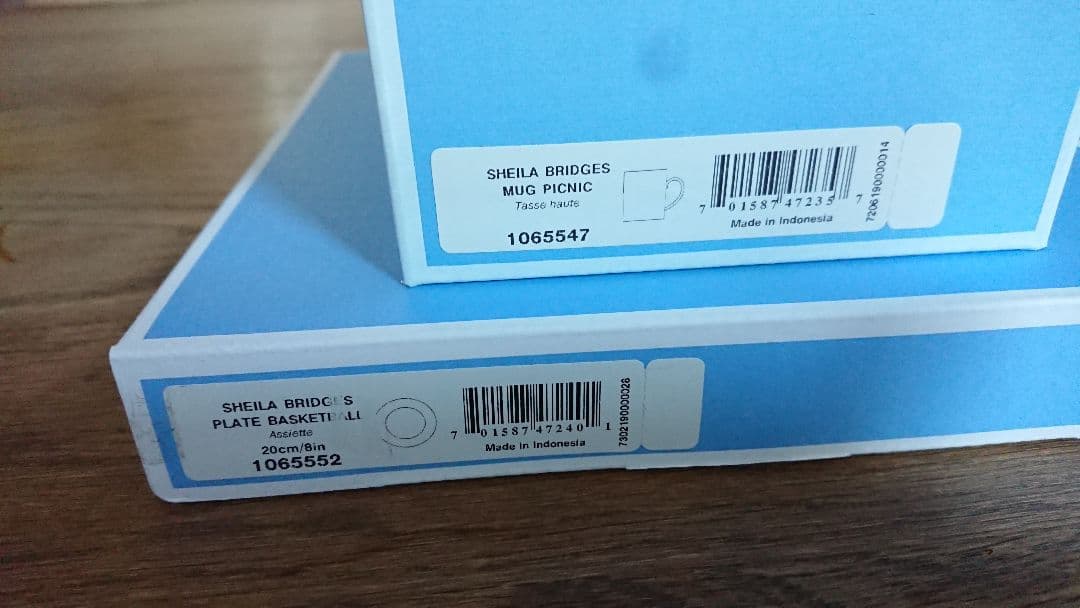 SHEILA BRIDGES
MUG PICNIC
Tasse haute
1065547
7 01587 47235 7
Made in Indonesia
7206190000014
SHEILA BRIDGES
PLATE BASKETBALL
Assiette
20cm/8in
1065552
7 01587 47240 1
Made in Indonesia
7302190000026